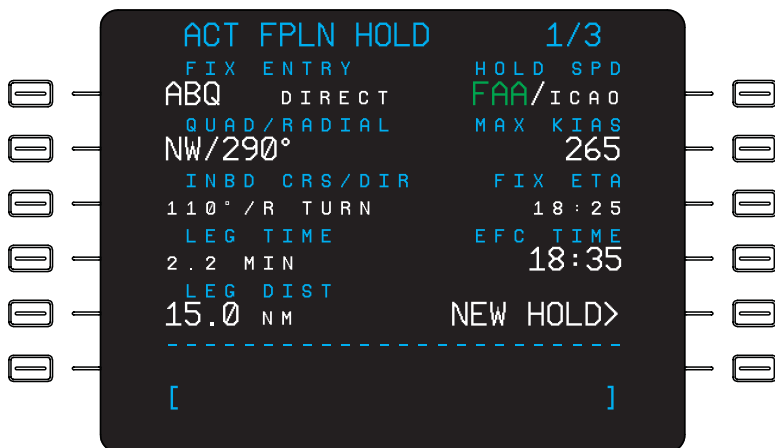 ACT FPLN HOLD 1/3
FIX ENTRY HOLD SPD
ABQ DIRECT FAA/ICAO
QUAD/RADIAL MAX KIAS
NW/290° 265
INBD CRS/DIR FIX ETA
110°/R TURN 18:25
LEG TIME EFC TIME
2.2 MIN 18:35
LEG DIST
15.0 NM NEW HOLD>
------------------------
[ ]